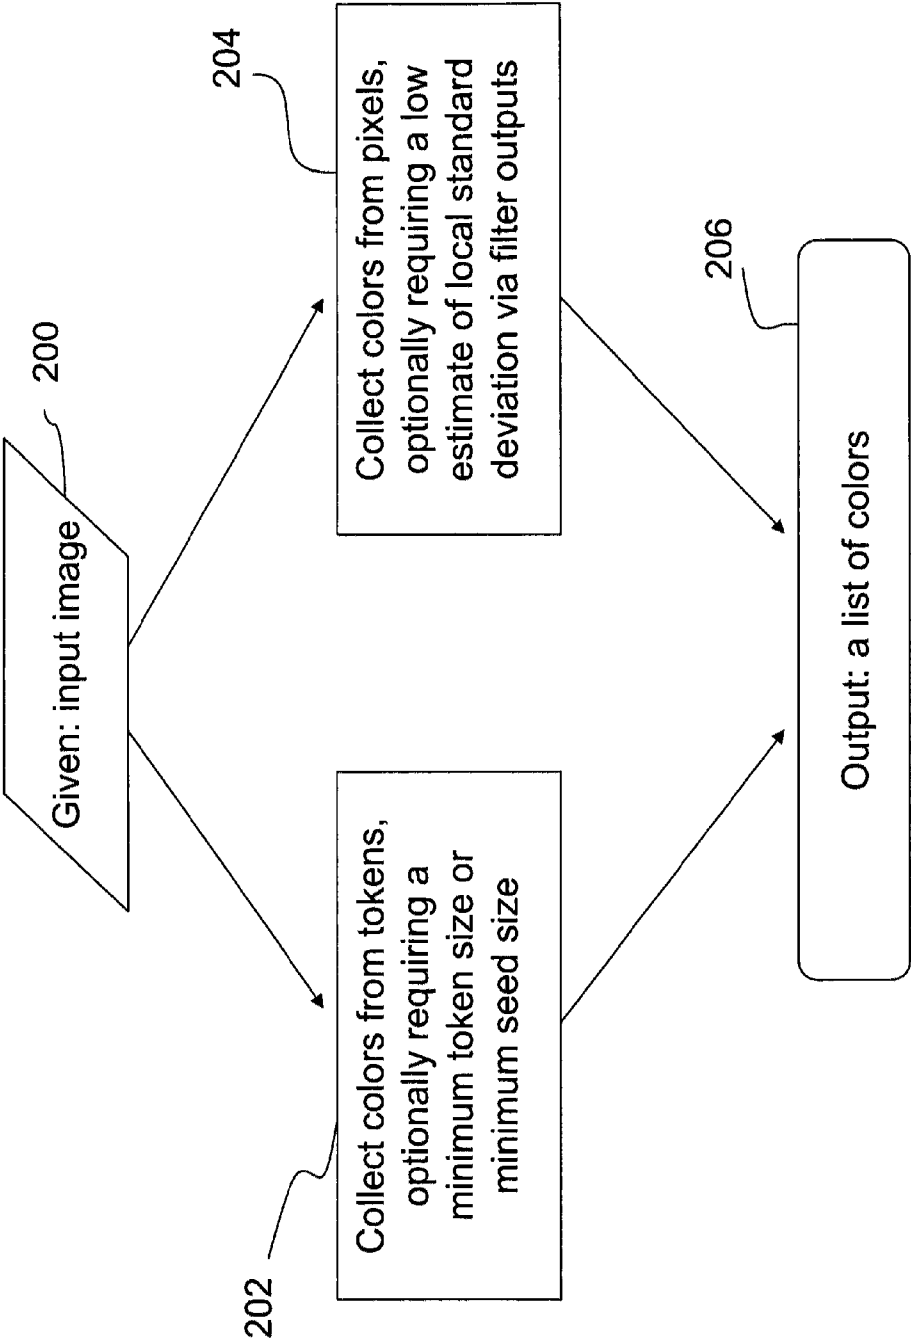 200
Given: input image
202
Collect colors from tokens,
optionally requiring a
minimum token size or
minimum seed size
204
Collect colors from pixels,
optionally requiring a low
estimate of local standard
deviation via filter outputs
206
Output: a list of colors